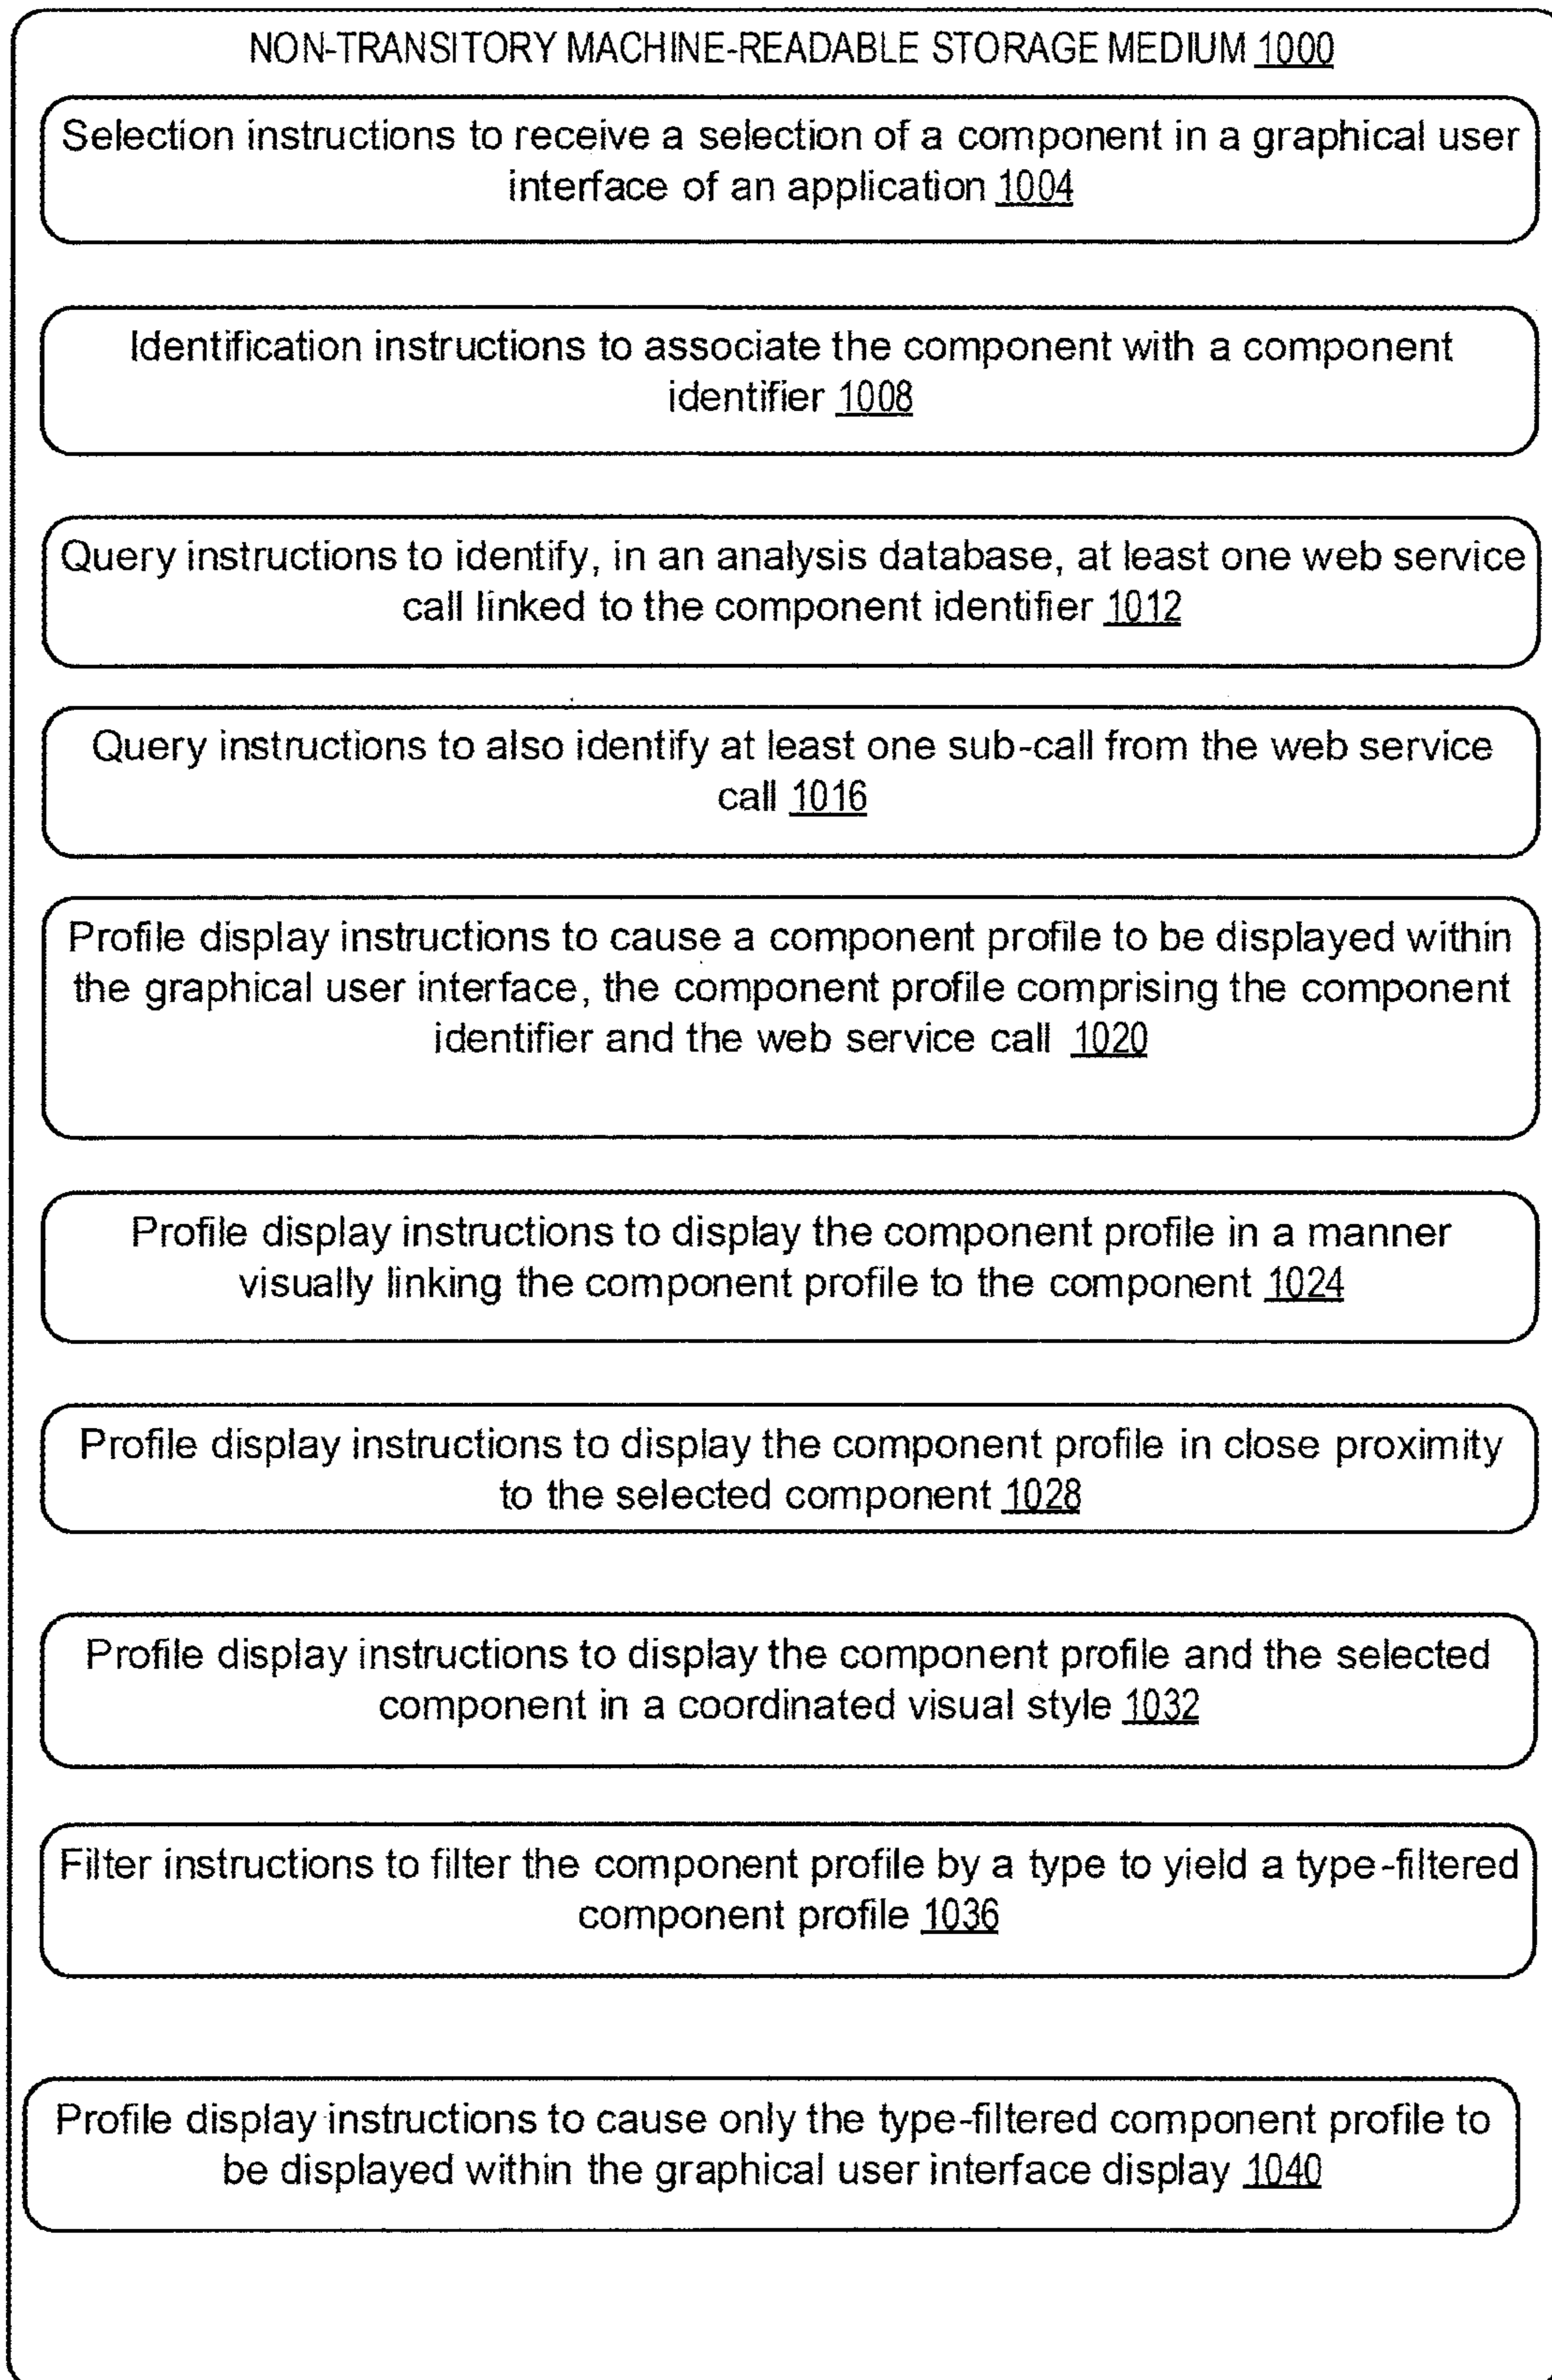 NON-TRANSITORY MACHINE-READABLE STORAGE MEDIUM 1000
Selection instructions to receive a selection of a component in a graphical user
interface of an application 1004
Identification instructions to associate the component with a component
identifier 1008
Query instructions to identify, in an analysis database, at least one web service
call linked to the component identifier 1012
Query instructions to also identify at least one sub-call from the web service
call 1016
Profile display instructions to cause a component profile to be displayed within
the graphical user interface, the component profile comprising the component
identifier and the web service call 1020
Profile display instructions to display the component profile in a manner
visually linking the component profile to the component 1024
Profile display instructions to display the component profile in close proximity
to the selected component 1028
Profile display instructions to display the component profile and the selected
component in a coordinated visual style 1032
Filter instructions to filter the component profile by a type to yield a type-filtered
component profile 1036
Profile display instructions to cause only the type-filtered component profile to
be displayed within the graphical user interface display 1040